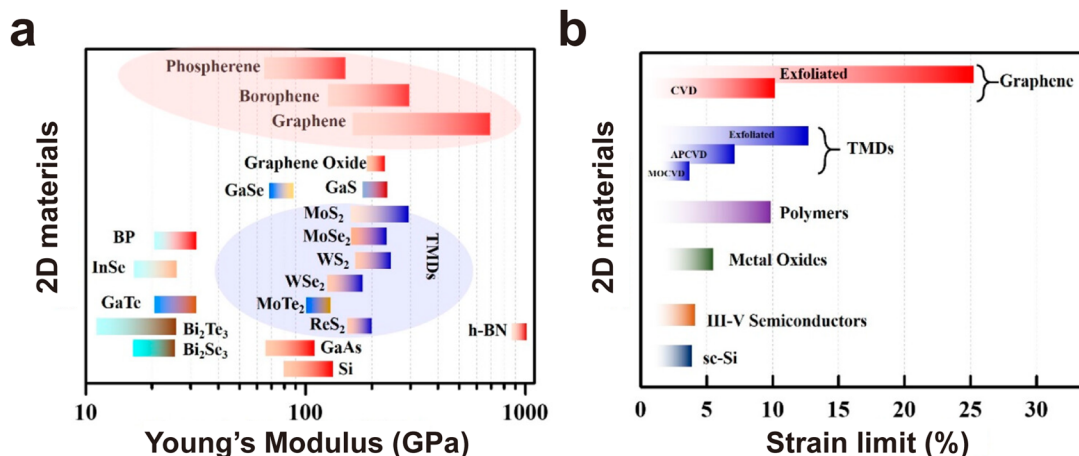 a
2D materials
Phospherene
Borophene
Graphene
Graphene Oxide
GaSe
GaS
MoS₂
BP
MoSe₂
InSe
WS₂
WSe₂
TMDs
GaTe
MoTe₂
Bi₂Te₃
ReS₂
h-BN
Bi₂Se₃
GaAs
Si
10
100
1000
Young's Modulus (GPa)
b
2D materials
Exfoliated
CVD
Graphene
Exfoliated
APCVD
MOCVD
TMDs
Polymers
Metal Oxides
III-V Semiconductors
sc-Si
0 5 10 15 20 25 30
Strain limit (%)